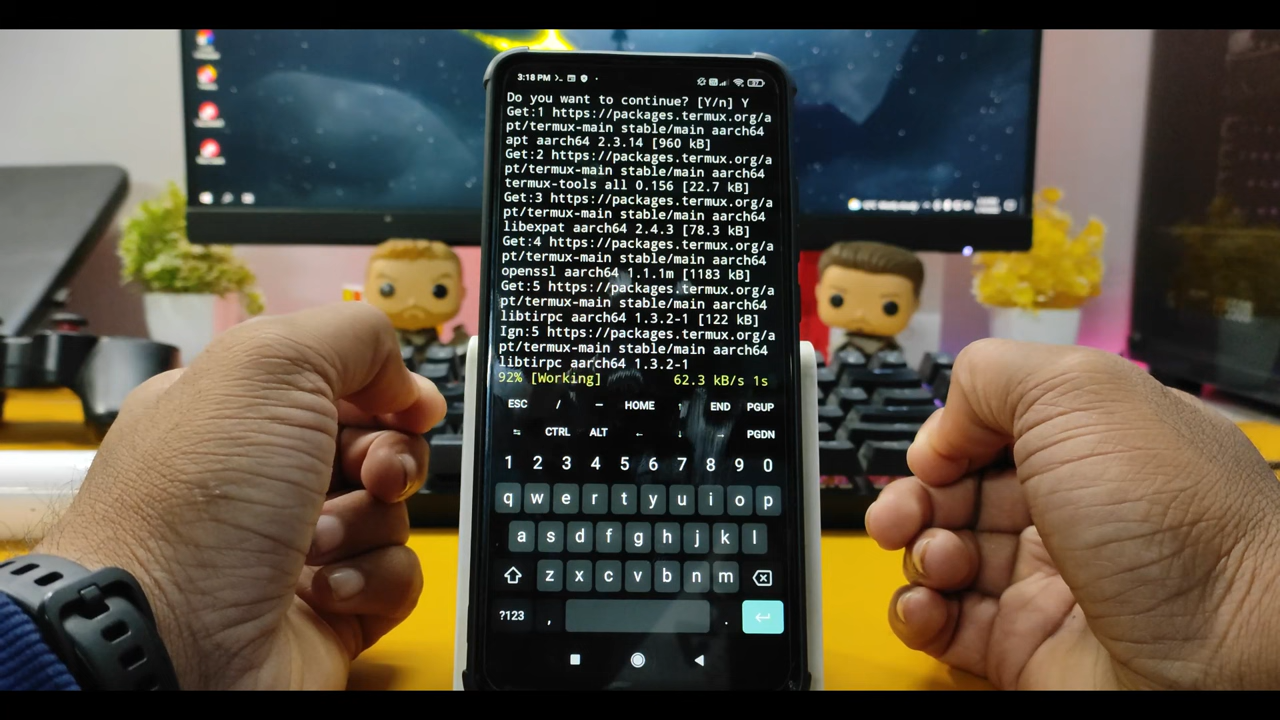 3:18 PM
Do you want to continue? [Y/n] Y
Get:1 https://packages.termux.org/a
pt/termux-main stable/main aarch64
apt aarch64 2.3.14 [960 kB]
Get:2 https://packages.termux.org/a
pt/termux-main stable/main aarch64
termux-tools all 0.156 [22.7 kB]
Get:3 https://packages.termux.org/a
pt/termux-main stable/main aarch64
libexpat aarch64 2.4.3 [78.3 kB]
Get:4 https://packages.termux.org/a
pt/termux-main stable/main aarch64
openssl aarch64 1.1.1m [1183 kB]
Get:5 https://packages.termux.org/a
pt/termux-main stable/main aarch64
libtirpc aarch64 1.3.2-1 [122 kB]
Ign:5 https://packages.termux.org/a
pt/termux-main stable/main aarch64
libtirpc aarch64 1.3.2-1
92% [Working] 62.3 kB/s 1s
ESC / – HOME ↑ END PGUP
⇆ CTRL ALT ← ↓ → PGDN
1 2 3 4 5 6 7 8 9 0
q w e r t y u i o p
a s d f g h j k l
z x c v b n m
?123 , .